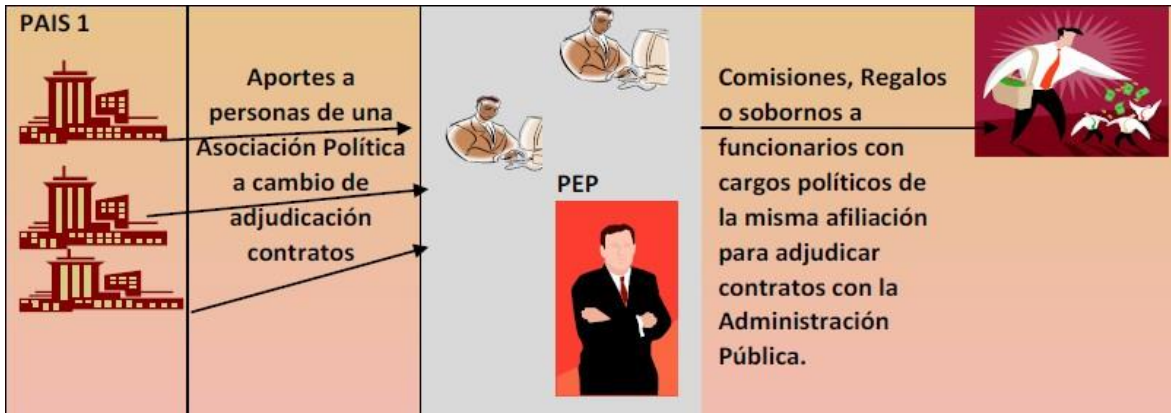 PAIS 1
Aportes a
personas de una
Asociación Política
a cambio de
adjudicación
contratos
PEP
Comisiones, Regalos
o sobornos a
funcionarios con
cargos políticos de
la misma afiliación
para adjudicar
contratos con la
Administración
Pública.